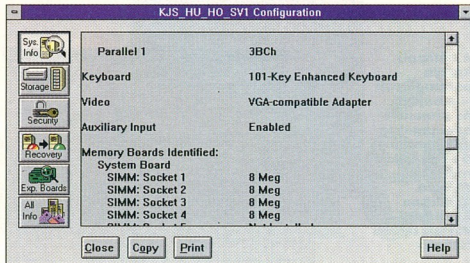 KJS_HU_HO_SV1 Configuration
Sys. Info
Storage
Security
Recovery
Exp. Boards
All Info
Parallel 1 3BCh
Keyboard 101-Key Enhanced Keyboard
Video VGA-compatible Adapter
Auxiliary Input Enabled
Memory Boards Identified:
System Board
SIMM: Socket 1 8 Meg
SIMM: Socket 2 8 Meg
SIMM: Socket 3 8 Meg
SIMM: Socket 4 8 Meg
Close Copy Print Help